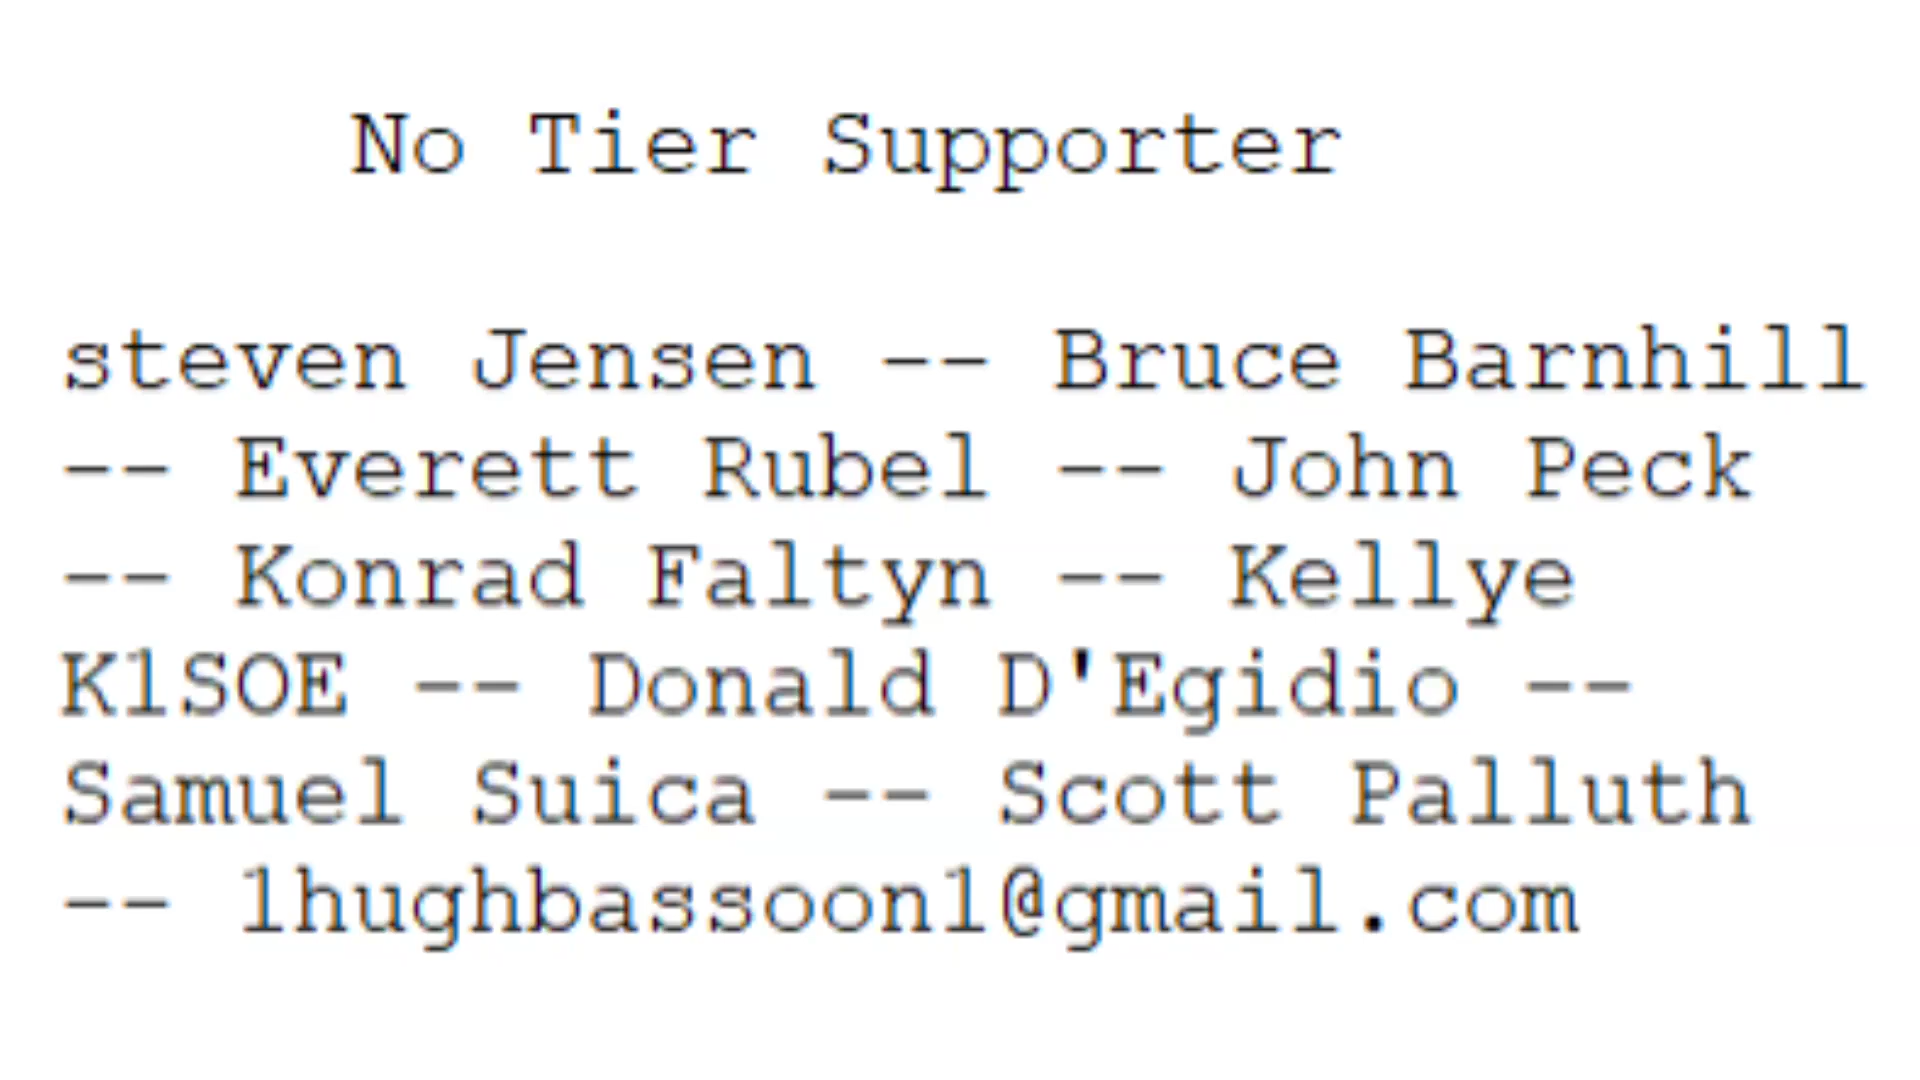 No Tier Supporter
steven Jensen -- Bruce Barnhill
-- Everett Rubel -- John Peck
-- Konrad Faltyn -- Kellye
K1SOE -- Donald D'Egidio --
Samuel Suica -- Scott Palluth
-- 1hughbassoon1@gmail.com